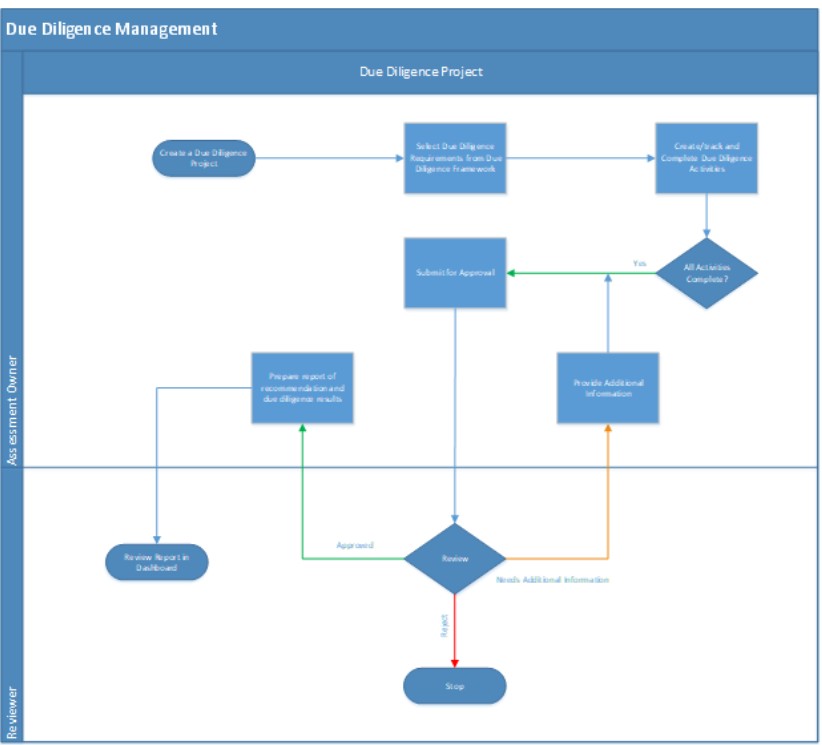 Due Diligence Management
Due Diligence Project
Create a Due Diligence
Project
Select Due Diligence
Requirements from Due
Diligence Framework
Create/track and
Complete Due Diligence
Activities
Submit for Approval
Yes
All Activities
Complete?
Assessment Owner
Prepare report of
recommendation and
due diligence results
Provide Additional
Information
Review Report in
Dashboard
Approved
Review
Needs Additional Information
Reject
Stop
Reviewer